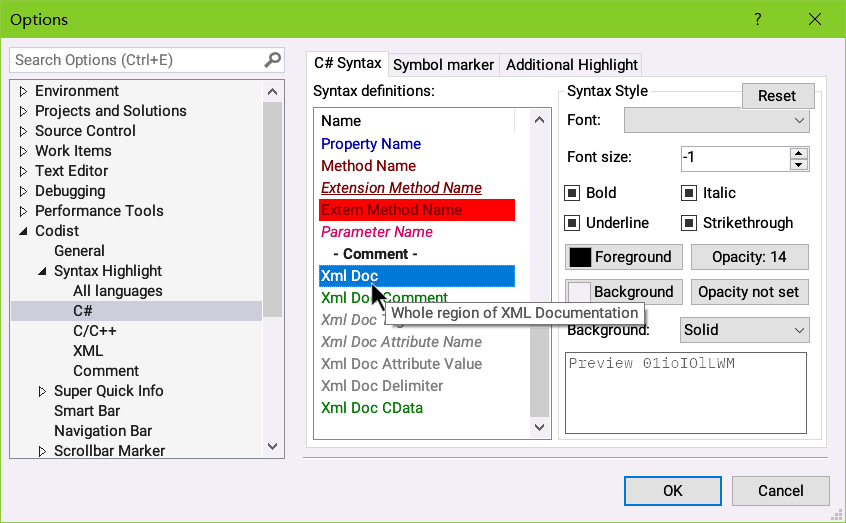 Options
?
Search Options (Ctrl+E)
Environment
Projects and Solutions
Source Control
Work Items
Text Editor
Debugging
Performance Tools
Codist
General
Syntax Highlight
All languages
C#
C/C++
XML
Comment
Super Quick Info
Smart Bar
Navigation Bar
Scrollbar Marker
C# Syntax
Symbol marker
Additional Highlight
Syntax definitions:
Name
Property Name
Method Name
Extension Method Name
Extern Method Name
Parameter Name
- Comment -
Xml Doc
Xml Doc Comment
Xml Doc
Xml Doc Attribute Name
Xml Doc Attribute Value
Xml Doc Delimiter
Xml Doc CData
Whole region of XML Documentation
Syntax Style
Reset
Font:
Font size:
-1
Bold
Italic
Underline
Strikethrough
Foreground
Opacity: 14
Background
Opacity not set
Background:
Solid
Preview 01ioIOlLWM
OK
Cancel